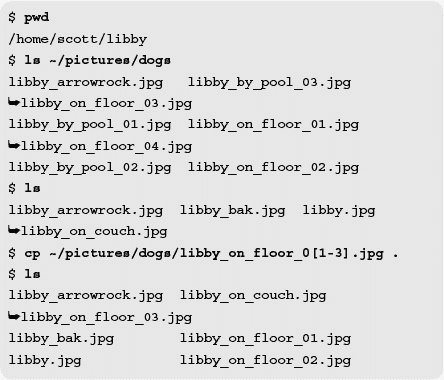 $ pwd
/home/scott/libby
$ ls ~/pictures/dogs
libby_arrowrock.jpg   libby_by_pool_03.jpg
➥libby_on_floor_03.jpg
libby_by_pool_01.jpg  libby_on_floor_01.jpg
➥libby_on_floor_04.jpg
libby_by_pool_02.jpg  libby_on_floor_02.jpg
$ ls
libby_arrowrock.jpg  libby_bak.jpg  libby.jpg
➥libby_on_couch.jpg
$ cp ~/pictures/dogs/libby_on_floor_0[1-3].jpg .
$ ls
libby_arrowrock.jpg  libby_on_couch.jpg
➥libby_on_floor_03.jpg
libby_bak.jpg        libby_on_floor_01.jpg
libby.jpg            libby_on_floor_02.jpg